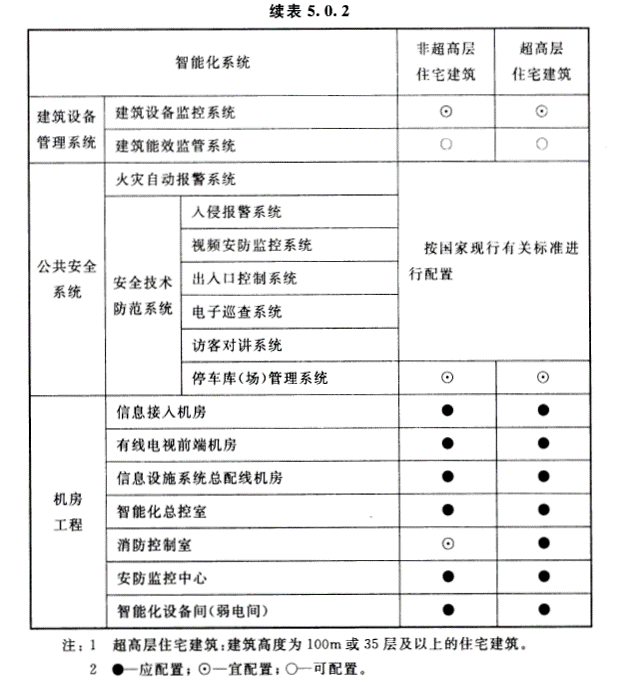 续表 5.0.2
智能化系统 非超高层住宅建筑 超高层住宅建筑
建筑设备管理系统 建筑设备监控系统 ⊙ ⊙
建筑能效监管系统 ○ ○
公共安全系统 火灾自动报警系统 按国家现行有关标准进行配置
安全技术防范系统 入侵报警系统
视频安防监控系统
出入口控制系统
电子巡查系统
访客对讲系统
停车库(场)管理系统 ⊙ ⊙
机房工程 信息接入机房 ● ●
有线电视前端机房 ● ●
信息设施系统总配线机房 ● ●
智能化总控室 ● ●
消防控制室 ⊙ ●
安防监控中心 ● ●
智能化设备间(弱电间) ● ●
注:1 超高层住宅建筑:建筑高度为100m或35层及以上的住宅建筑。
2 ●—应配置;⊙—宜配置;○—可配置。